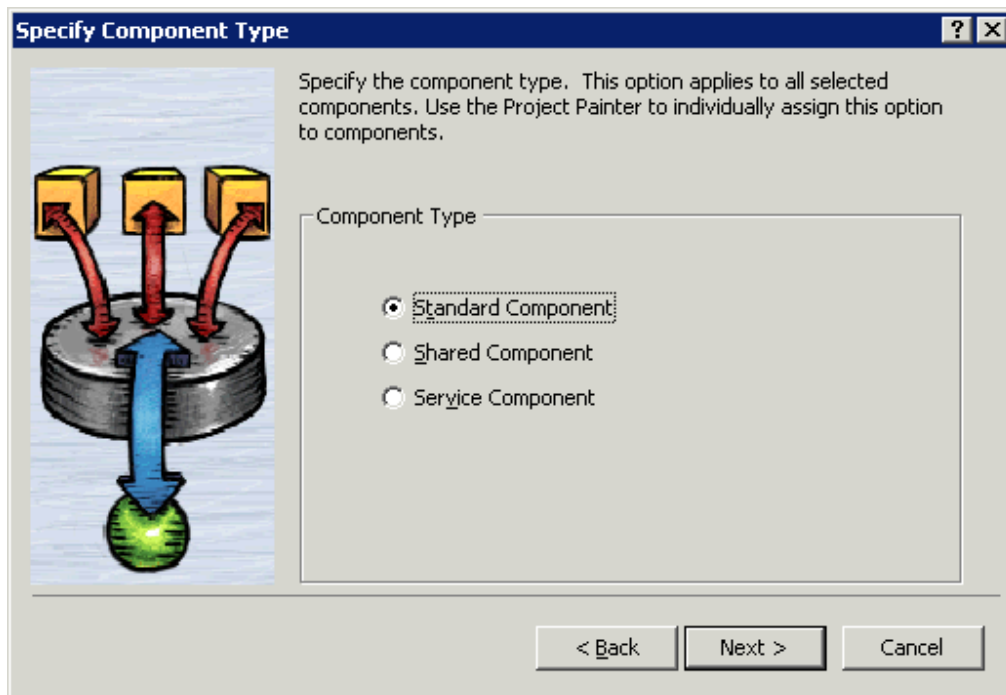 Specify Component Type
Specify the component type.  This option applies to all selected
components. Use the Project Painter to individually assign this option
to components.
Component Type
Standard Component
Shared Component
Service Component
< Back
Next >
Cancel